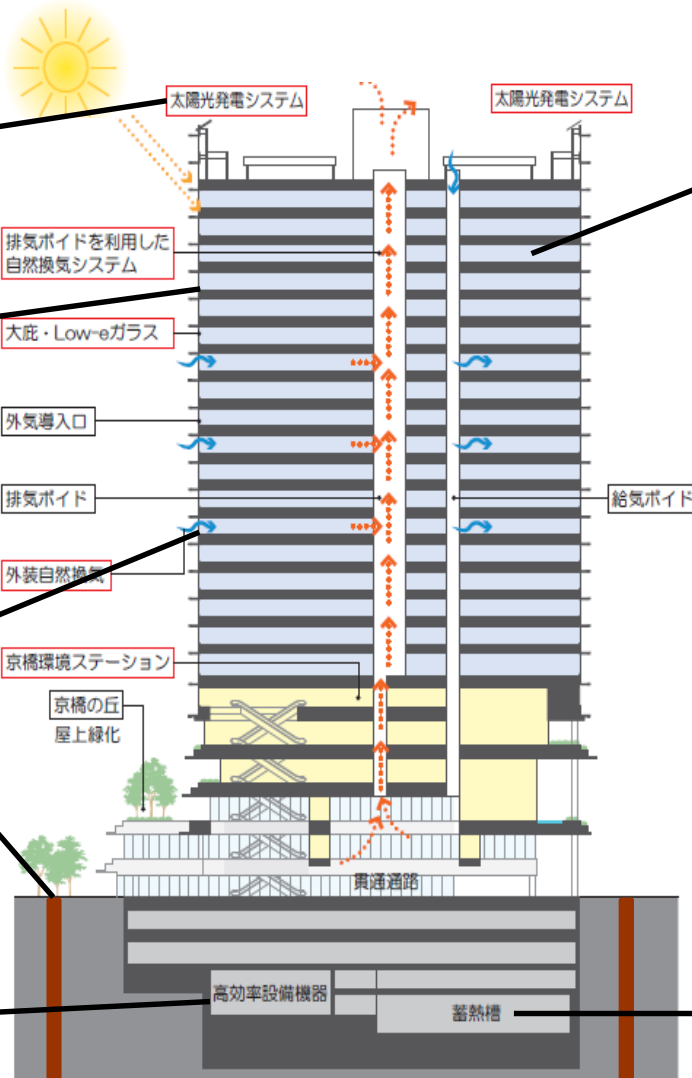 太陽光発電システム
太陽光発電システム
排気ボイドを利用した
自然換気システム
大庇・Low-eガラス
外気導入口
排気ボイド
給気ボイド
外装自然換気
京橋環境ステーション
京橋の丘
屋上緑化
貫通通路
高効率設備機器
蓄熱槽